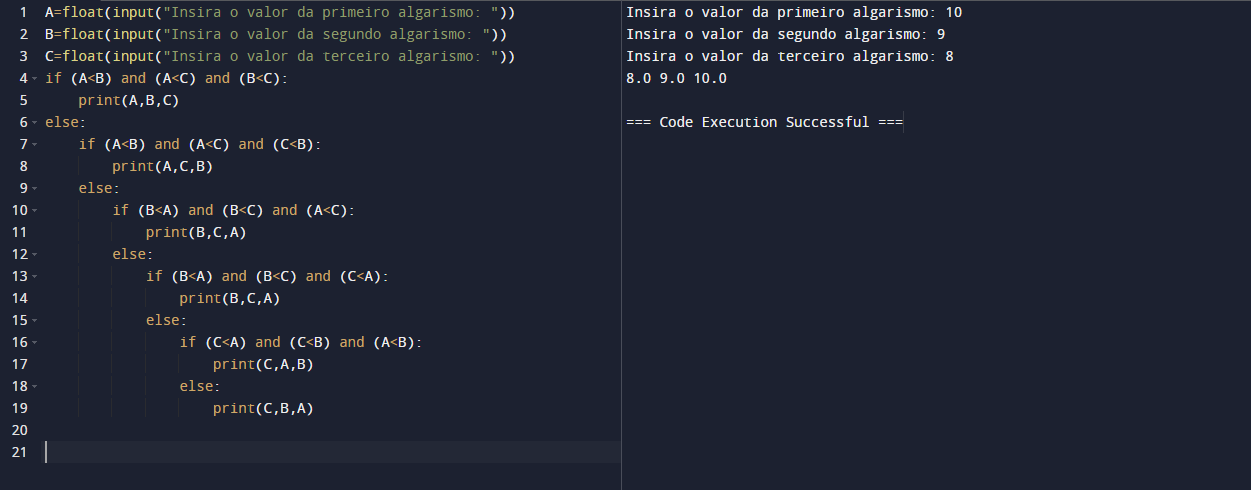 1 A=float(input("Insira o valor da primeiro algarismo: "))
2 B=float(input("Insira o valor da segundo algarismo: "))
3 C=float(input("Insira o valor da terceiro algarismo: "))
4 if (A<B) and (A<C) and (B<C):
5     print(A,B,C)
6 else:
7     if (A<B) and (A<C) and (C<B):
8         print(A,C,B)
9     else:
10         if (B<A) and (B<C) and (A<C):
11             print(B,C,A)
12         else:
13             if (B<A) and (B<C) and (C<A):
14                 print(B,C,A)
15             else:
16                 if (C<A) and (C<B) and (A<B):
17                     print(C,A,B)
18                 else:
19                     print(C,B,A)
20
21
Insira o valor da primeiro algarismo: 10
Insira o valor da segundo algarismo: 9
Insira o valor da terceiro algarismo: 8
8.0 9.0 10.0
=== Code Execution Successful ===